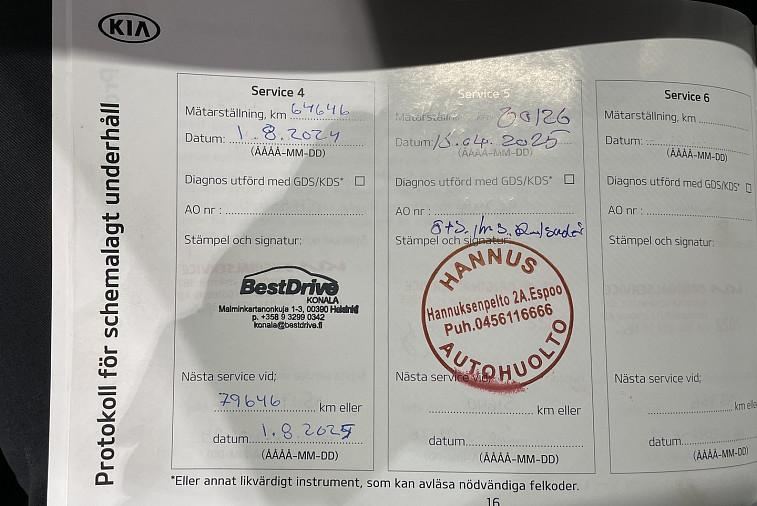 KIA
Protokoll för schemalagt underhåll
Service 4
Mätarställning, km 64646
Datum: 1.8.2024
(ÅÅÅÅ-MM-DD)
Diagnos utförd med GDS/KDS*
AO nr :
Stämpel och signatur:
BestDrive
KONALA
Malminkartanonkuja 1-3, 00390 Helsinki
p. +358 9 3299 0342
konala@bestdrive.fi
Nästa service vid;
79646 km eller
datum 1.8.2025
(ÅÅÅÅ-MM-DD)
Service 5
Mätarställning, km
Datum: 15.04.2025
(ÅÅÅÅ-MM-DD)
Diagnos utförd med GDS/KDS*
AO nr :
Stämpel och signatur:
HANNUS
Hannuksenpelto 2A.Espoo
Puh.0456116666
AUTOHUOLTO
Nästa service vid;
km eller
datum
(ÅÅÅÅ-MM-DD)
Service 6
Mätarställning, km
Datum:
(ÅÅÅÅ-MM-DD)
Diagnos utförd med GDS/KDS*
AO nr :
Stämpel och signatur:
Nästa service vid;
km elle
datum
(ÅÅÅÅ-MM-DD)
*Eller annat likvärdigt instrument, som kan avläsa nödvändiga felkoder.
16